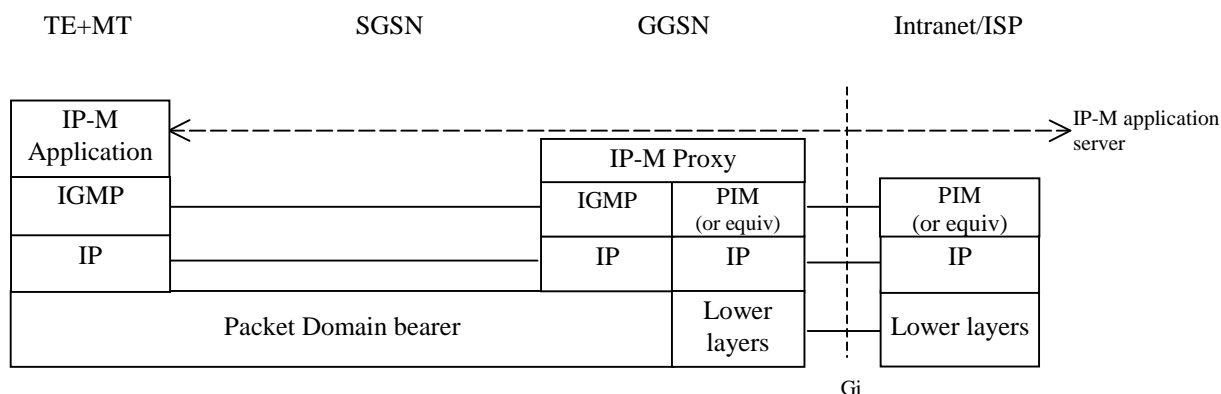 TE+MT SGSN GGSN Intranet/ISP
IP-M
Application
IP-M application
server
IP-M Proxy
IGMP IGMP PIM
(or equiv)
PIM
(or equiv)
IP IP IP IP
Packet Domain bearer
Lower
layers
Lower layers
Gi